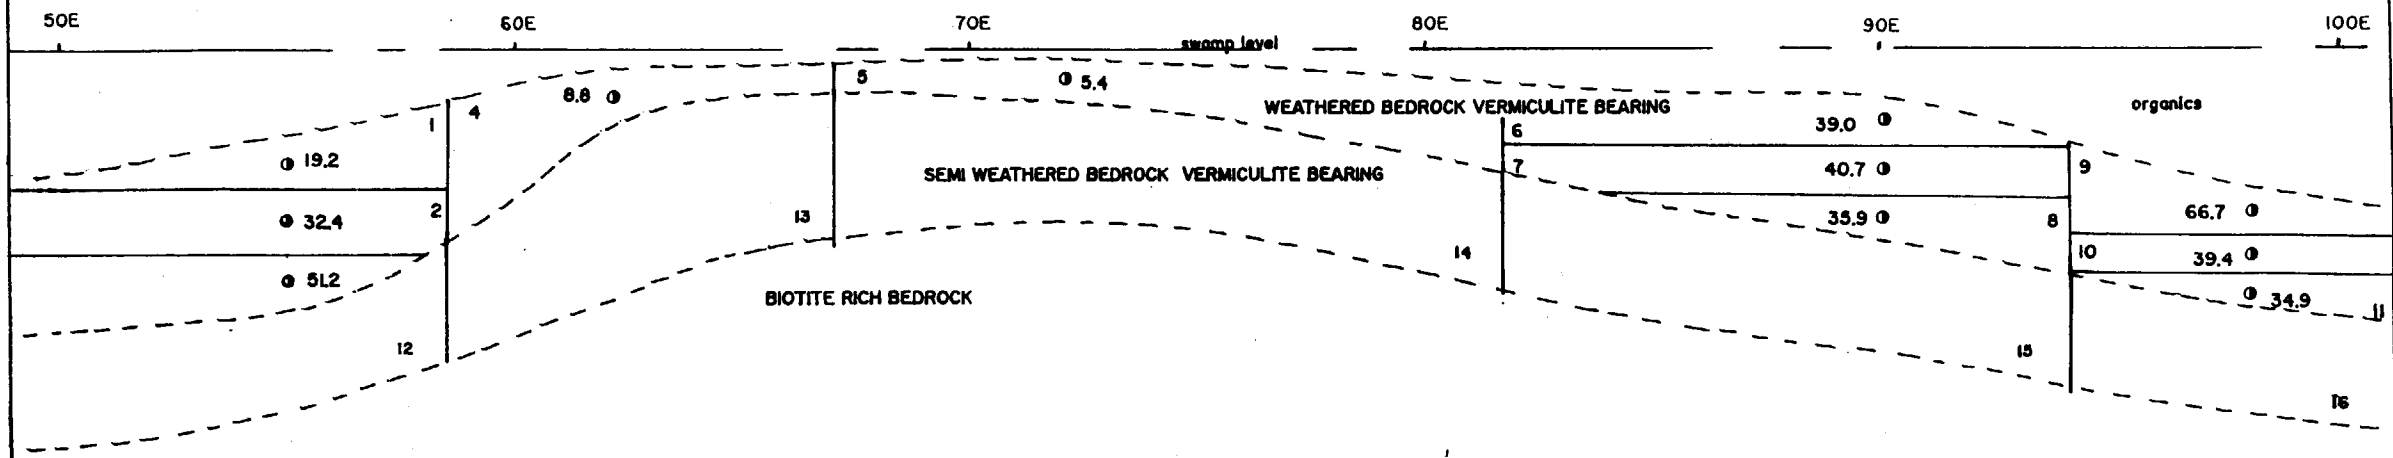 50E 60E 70E 80E 90E 100E
swamp level
5 5.4
8.8
WEATHERED BEDROCK VERMICULITE BEARING
organics
1 4
39.0
6
19.2
7 40.7 9
SEMI WEATHERED BEDROCK VERMICULITE BEARING
2 32.4
13
35.9 8 66.7
14
10 39.4
51.2
BIOTITE RICH BEDROCK
34.9 11
12
15
16